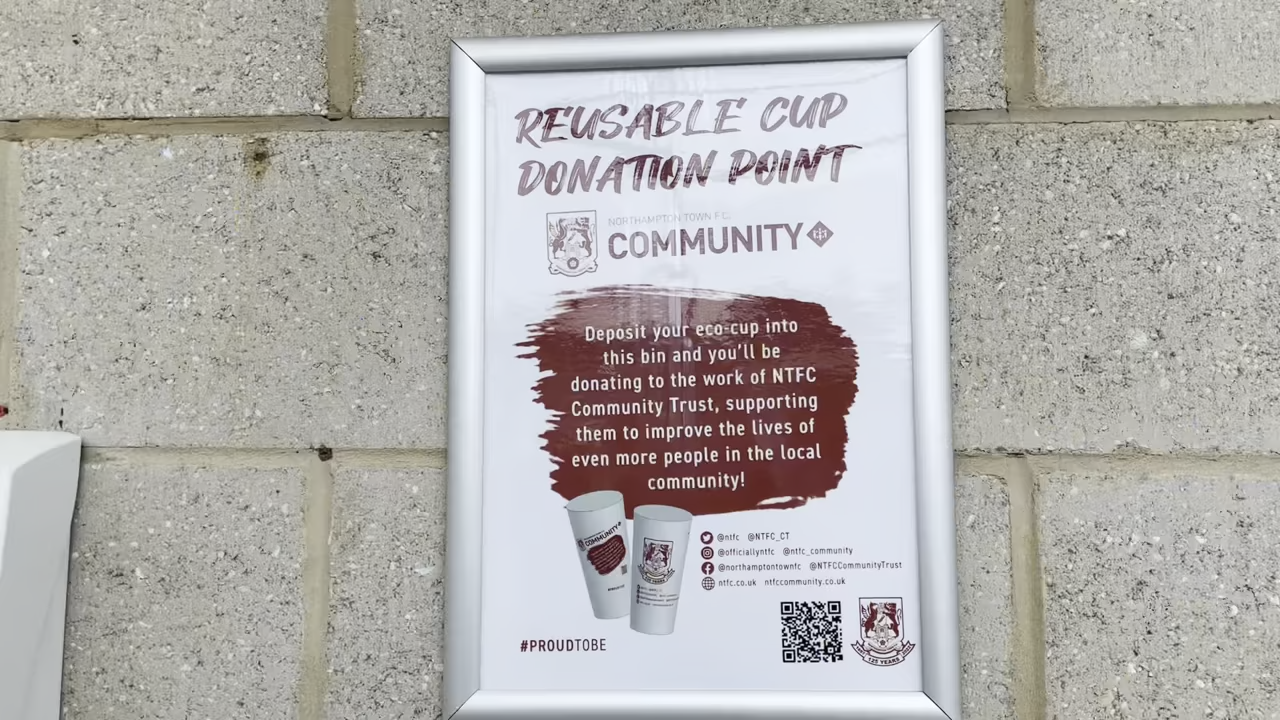 REUSABLE CUP
DONATION POINT
NORTHAMPTON TOWN F.C.
COMMUNITY
Deposit your eco-cup into
this bin and you'll be
donating to the work of NTFC
Community Trust, supporting
them to improve the lives of
even more people in the local
community!
COMMUNITY
@ntfc @NTFC_CT
@officiallyntfc @ntfc_community
@northamptontownfc @NTFCCommunityTrust
ntfc.co.uk ntfccommunity.co.uk
#PROUDTOBE
125 YEARS